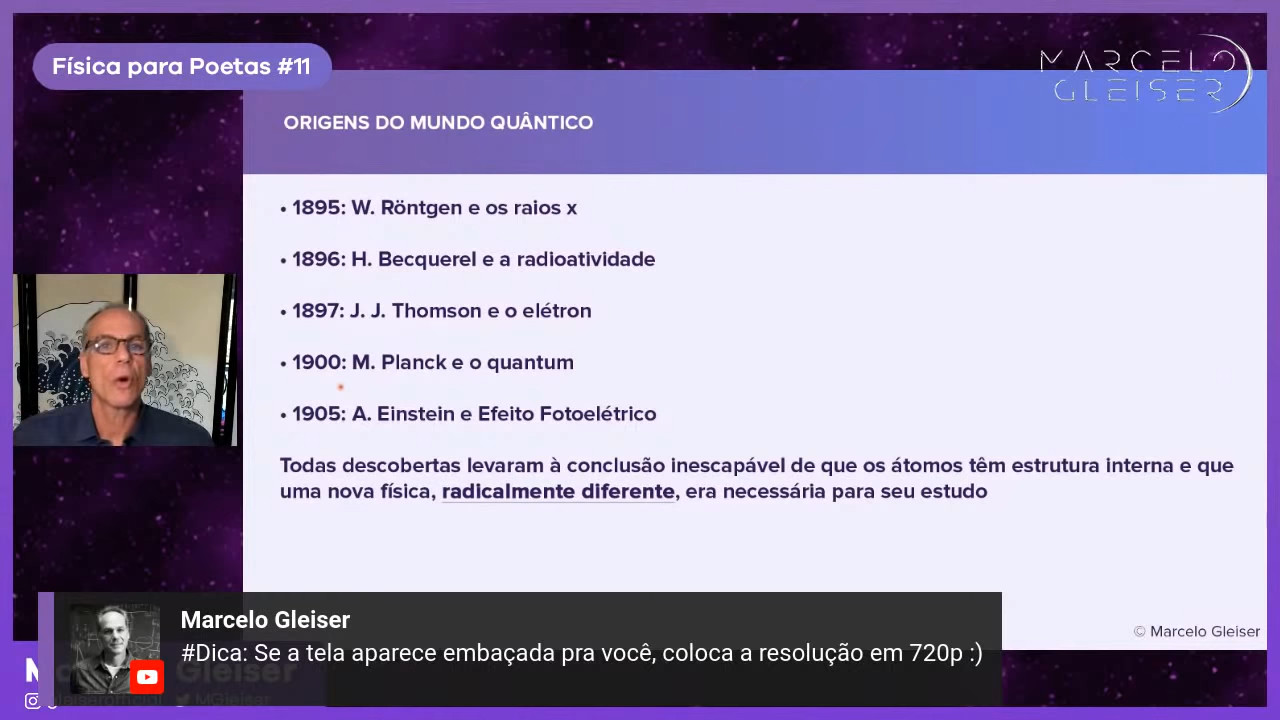 Física para Poetas #11
MARCELO
GLEISER
ORIGENS DO MUNDO QUÂNTICO
• 1895: W. Röntgen e os raios x
• 1896: H. Becquerel e a radioatividade
• 1897: J. J. Thomson e o elétron
• 1900: M. Planck e o quantum
• 1905: A. Einstein e Efeito Fotoelétrico
Todas descobertas levaram à conclusão inescapável de que os átomos têm estrutura interna e que
uma nova física, radicalmente diferente, era necessária para seu estudo
© Marcelo Gleiser
Marcelo Gleiser
#Dica: Se a tela aparece embaçada pra você, coloca a resolução em 720p :)
Gleiser
MGleiser